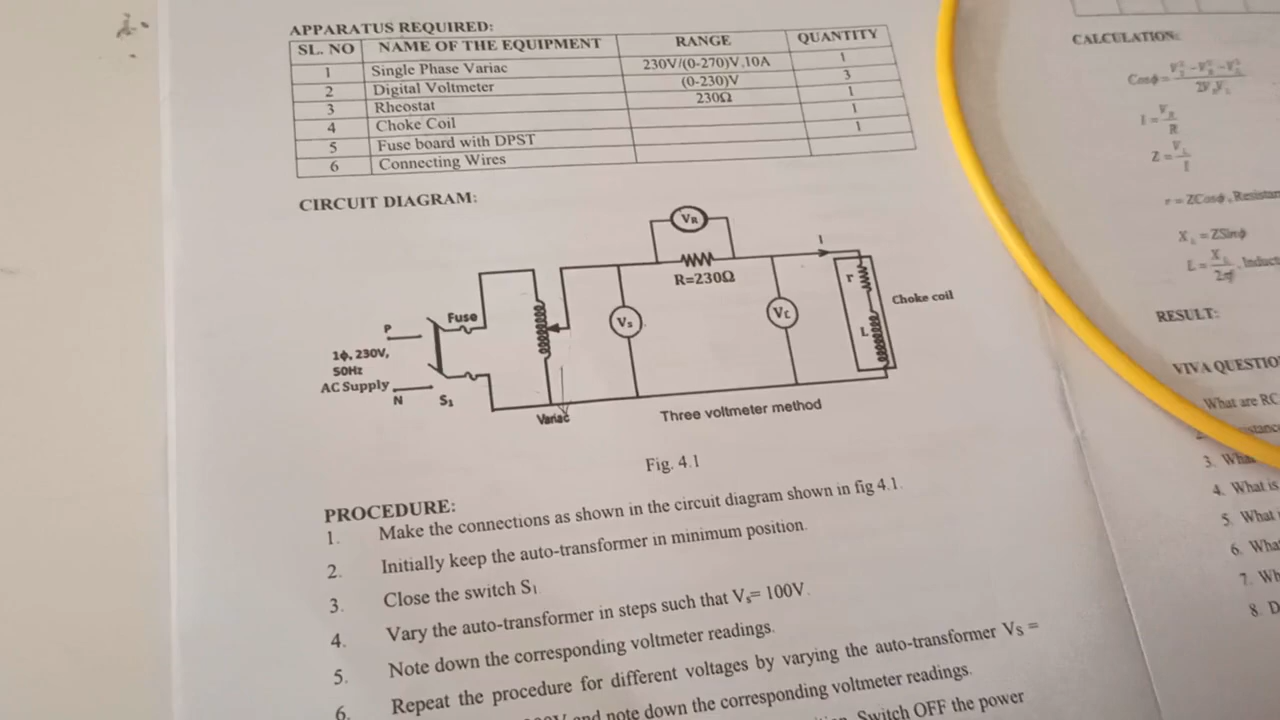 APPARATUS REQUIRED:
SL. NO NAME OF THE EQUIPMENT RANGE QUANTITY
1 Single Phase Variac 230V/(0-270)V,10A 1
2 Digital Voltmeter (0-230)V 3
3 Rheostat 230Ω 1
4 Choke Coil 1
5 Fuse board with DPST 1
6 Connecting Wires
CIRCUIT DIAGRAM:
VR
I
R=230Ω
r
Choke coil
Fuse
Vs
VL
L
P
1ϕ, 230V,
50Hz
AC Supply
N S1
Variac
Three voltmeter method
Fig. 4.1
PROCEDURE:
1. Make the connections as shown in the circuit diagram shown in fig 4.1.
2. Initially keep the auto-transformer in minimum position.
3. Close the switch S1
4. Vary the auto-transformer in steps such that Vs= 100V.
5. Note down the corresponding voltmeter readings.
6. Repeat the procedure for different voltages by varying the auto-transformer Vs =
and note down the corresponding voltmeter readings.
Switch OFF the power
CALCULATION:
Cosϕ=
I = VR / R
Z = VL / I
r = ZCosϕ,
XL = ZSinϕ
L = XL / 2πf,
RESULT:
VIVA
What are RC
3.
4. What is
5. What
6.
7.
8.